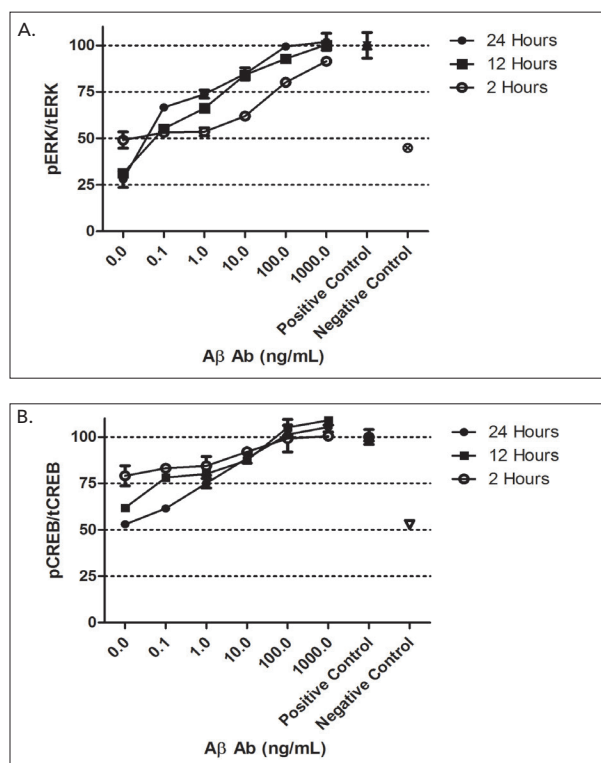 A.
24 Hours
12 Hours
2 Hours
pERK/tERK
100
75
50
25
0
0.0
0.1
1.0
10.0
100.0
1000.0
Positive Control
Negative Control
Aβ Ab (ng/mL)
B.
24 Hours
12 Hours
2 Hours
pCREB/tCREB
100
75
50
25
0
0.0
0.1
1.0
10.0
100.0
1000.0
Positive Control
Negative Control
Aβ Ab (ng/mL)